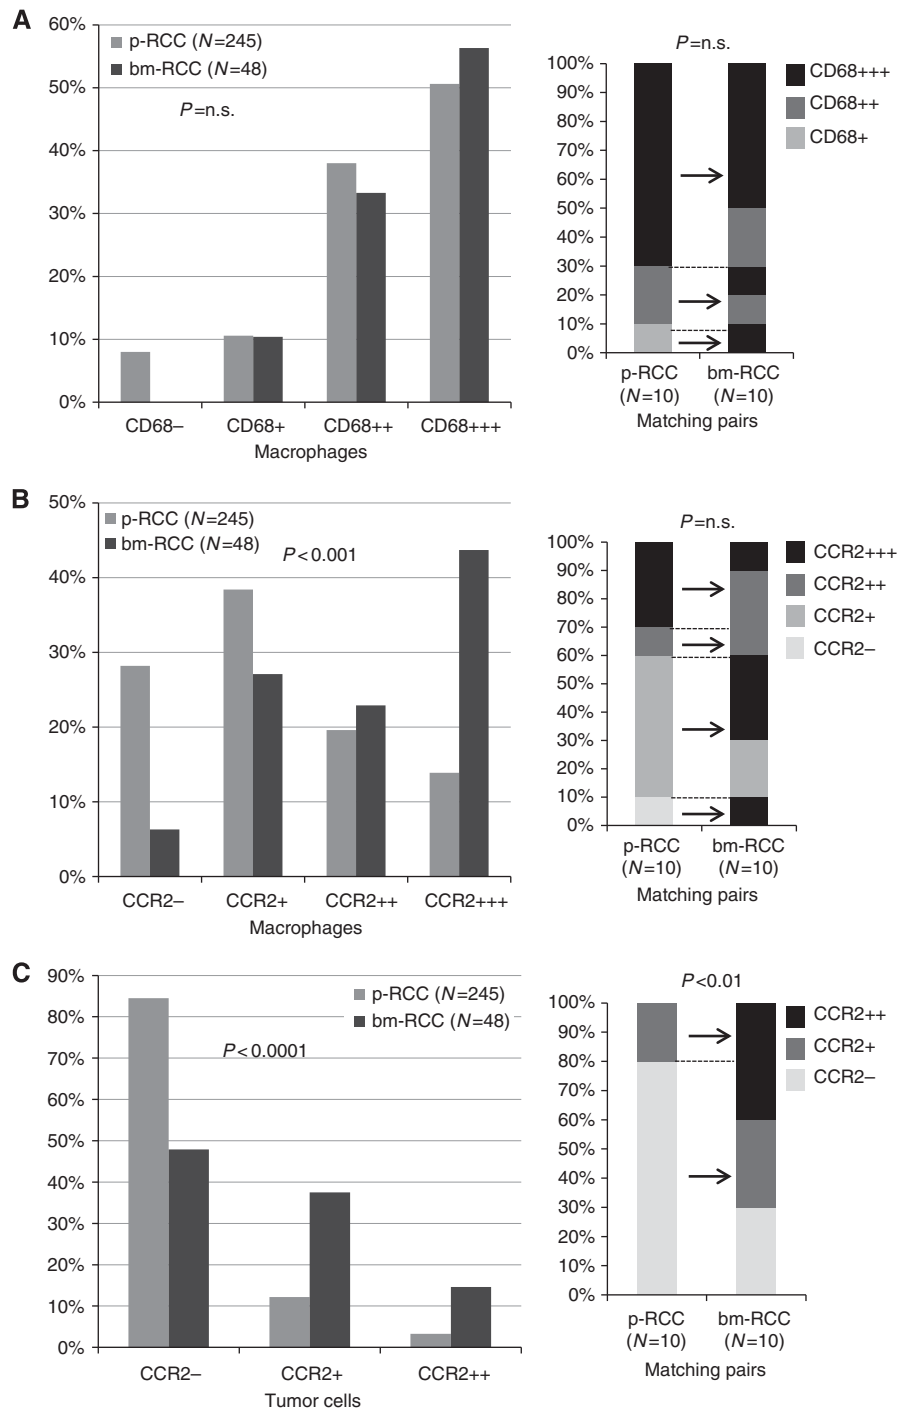 A
60%
50%
40%
30%
20%
10%
0%
p-RCC (N=245)
bm-RCC (N=48)
P=n.s.
CD68– CD68+ CD68++ CD68+++
Macrophages
P=n.s.
100%
90%
80%
70%
60%
50%
40%
30%
20%
10%
0%
CD68+++
CD68++
CD68+
p-RCC bm-RCC
(N=10) (N=10)
Matching pairs
B
50%
40%
30%
20%
10%
0%
p-RCC (N=245)
bm-RCC (N=48)
P<0.001
CCR2– CCR2+ CCR2++ CCR2+++
Macrophages
P=n.s.
100%
90%
80%
70%
60%
50%
40%
30%
20%
10%
0%
CCR2+++
CCR2++
CCR2+
CCR2–
p-RCC bm-RCC
(N=10) (N=10)
Matching pairs
C
90%
80%
70%
60%
50%
40%
30%
20%
10%
0%
p-RCC (N=245)
bm-RCC (N=48)
P<0.0001
CCR2– CCR2+ CCR2++
Tumor cells
P<0.01
100%
90%
80%
70%
60%
50%
40%
30%
20%
10%
0%
CCR2++
CCR2+
CCR2–
p-RCC bm-RCC
(N=10) (N=10)
Matching pairs